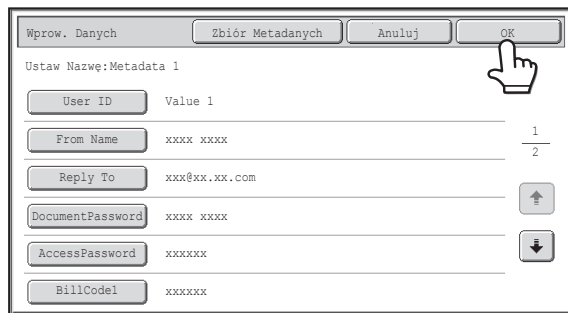 Wprow. Danych Zbiór Metadanych Anuluj OK
Ustaw Nazwę:Metadata 1
User ID Value 1
From Name xxxx xxxx
1
2
Reply To xxx@xx.xx.com
DocumentPassword xxxx xxxx
AccessPassword xxxxxx
BillCode1 xxxxxx